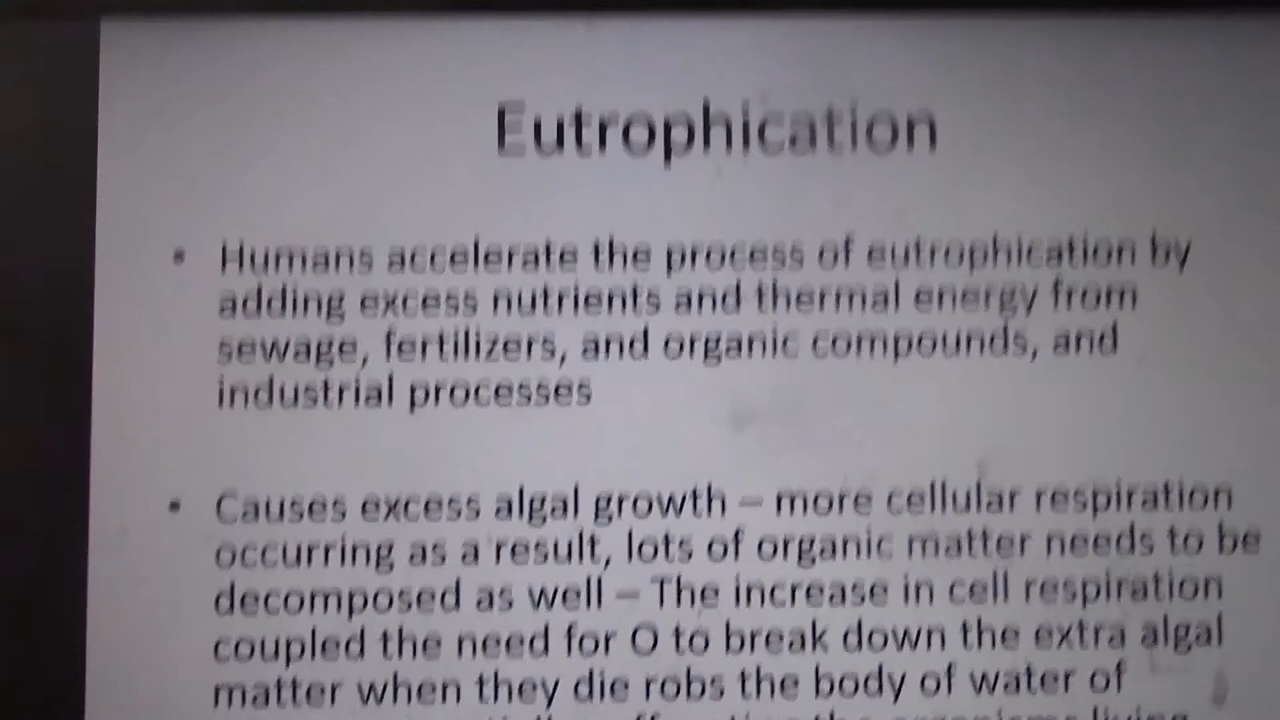 Eutrophication
• Humans accelerate the process of eutrophication by
adding excess nutrients and thermal energy from
sewage, fertilizers, and organic compounds, and
industrial processes
• Causes excess algal growth – more cellular respiration
occurring as a result, lots of organic matter needs to be
decomposed as well – The increase in cell respiration
coupled the need for O to break down the extra algal
matter when they die robs the body of water of